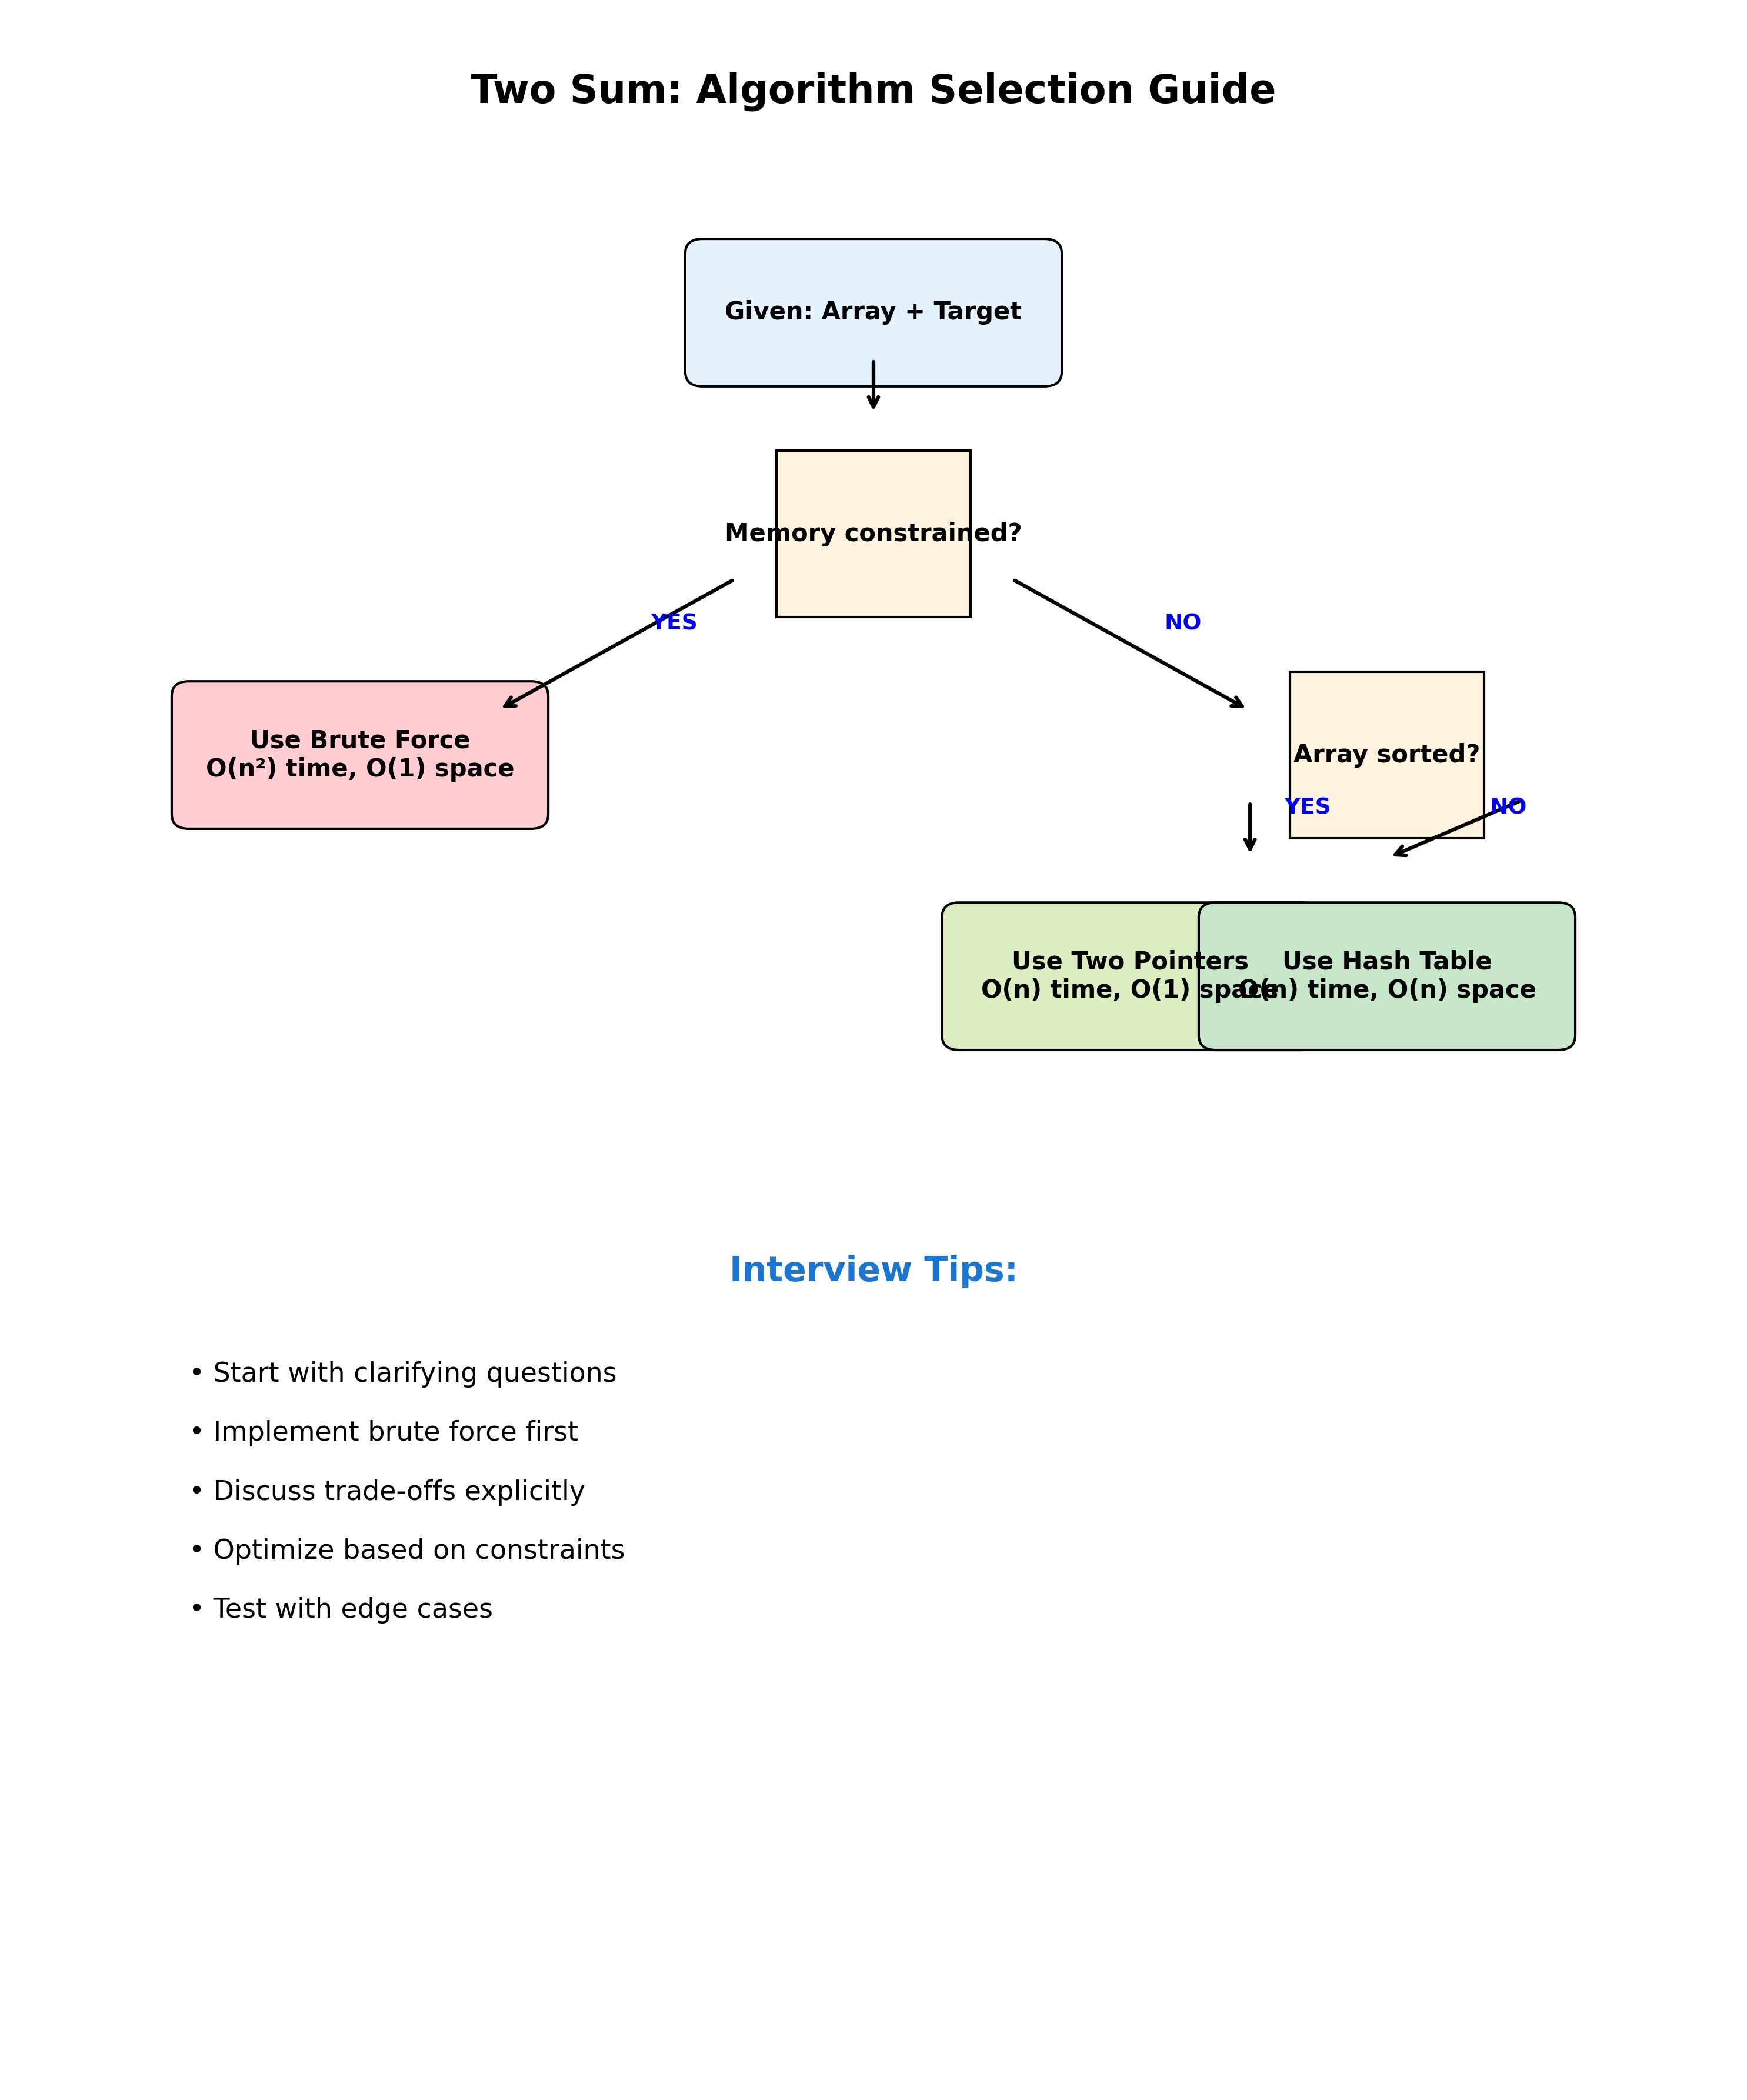 Two Sum: Algorithm Selection Guide
Given: Array + Target
Memory constrained?
YES
NO
Use Brute Force
O(n²) time, O(1) space
Array sorted?
YES
NO
Use Two Pointers
O(n) time, O(1) space
Use Hash Table
O(n) time, O(n) space
Interview Tips:
• Start with clarifying questions
• Implement brute force first
• Discuss trade-offs explicitly
• Optimize based on constraints
• Test with edge cases